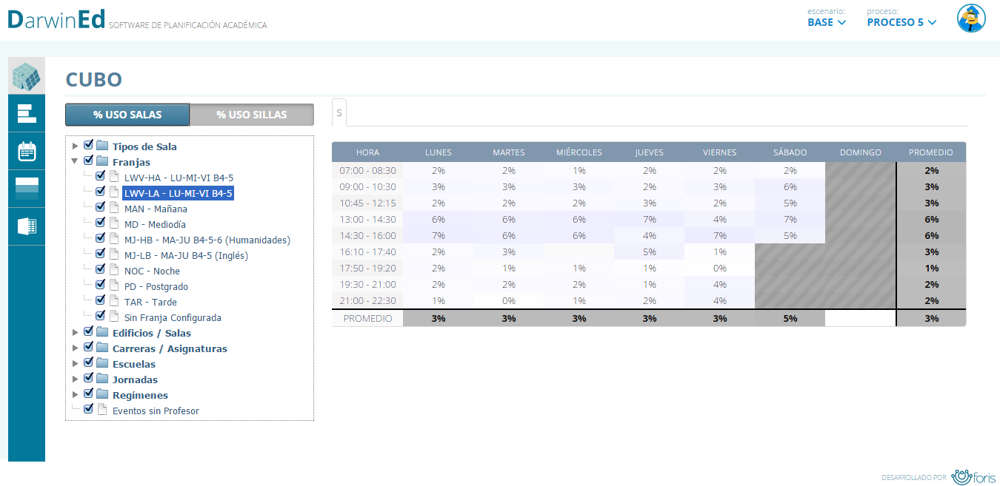 DarwinEd SOFTWARE DE PLANIFICACIÓN ACADÉMICA
escenario: proceso:
BASE PROCESO 5
CUBO
% USO SALAS % USO SILLAS
Tipos de Sala
Franjas
LWV-HA - LU-MI-VI B4-5
LWV-LA - LU-MI-VI B4-5
MAN - Mañana
MD - Mediodía
MJ-HB - MA-JU B4-5-6 (Humanidades)
MJ-LB - MA-JU B4-5 (Inglés)
NOC - Noche
PD - Postgrado
TAR - Tarde
Sin Franja Configurada
Edificios / Salas
Carreras / Asignaturas
Escuelas
Jornadas
Regímenes
Eventos sin Profesor
S
HORA LUNES MARTES MIÉRCOLES JUEVES VIERNES SÁBADO DOMINGO PROMEDIO
07:00 - 08:30 2% 2% 1% 2% 2% 2% 2%
09:00 - 10:30 3% 3% 3% 2% 3% 6% 3%
10:45 - 12:15 2% 2% 2% 3% 2% 5% 3%
13:00 - 14:30 6% 6% 6% 7% 4% 7% 6%
14:30 - 16:00 7% 6% 6% 4% 7% 5% 6%
16:10 - 17:40 2% 3% 5% 1% 3%
17:50 - 19:20 2% 1% 1% 1% 0% 1%
19:30 - 21:00 2% 2% 2% 1% 4% 2%
21:00 - 22:30 1% 0% 1% 2% 4% 2%
PROMEDIO 3% 3% 3% 3% 3% 5% 3%
DESARROLLADO POR foris